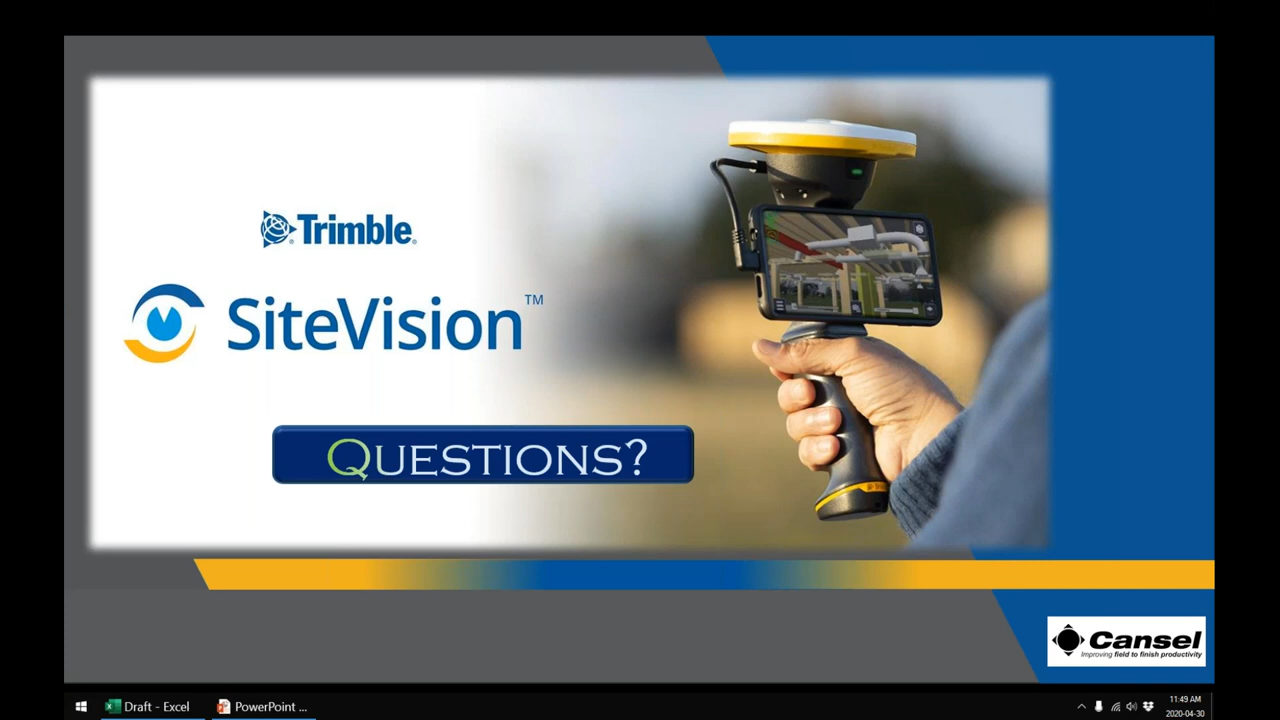 Trimble
SiteVision™
QUESTIONS?
Cansel
Improving field to finish productivity
Draft - Excel
PowerPoint ...
11:49 AM
2020-04-30